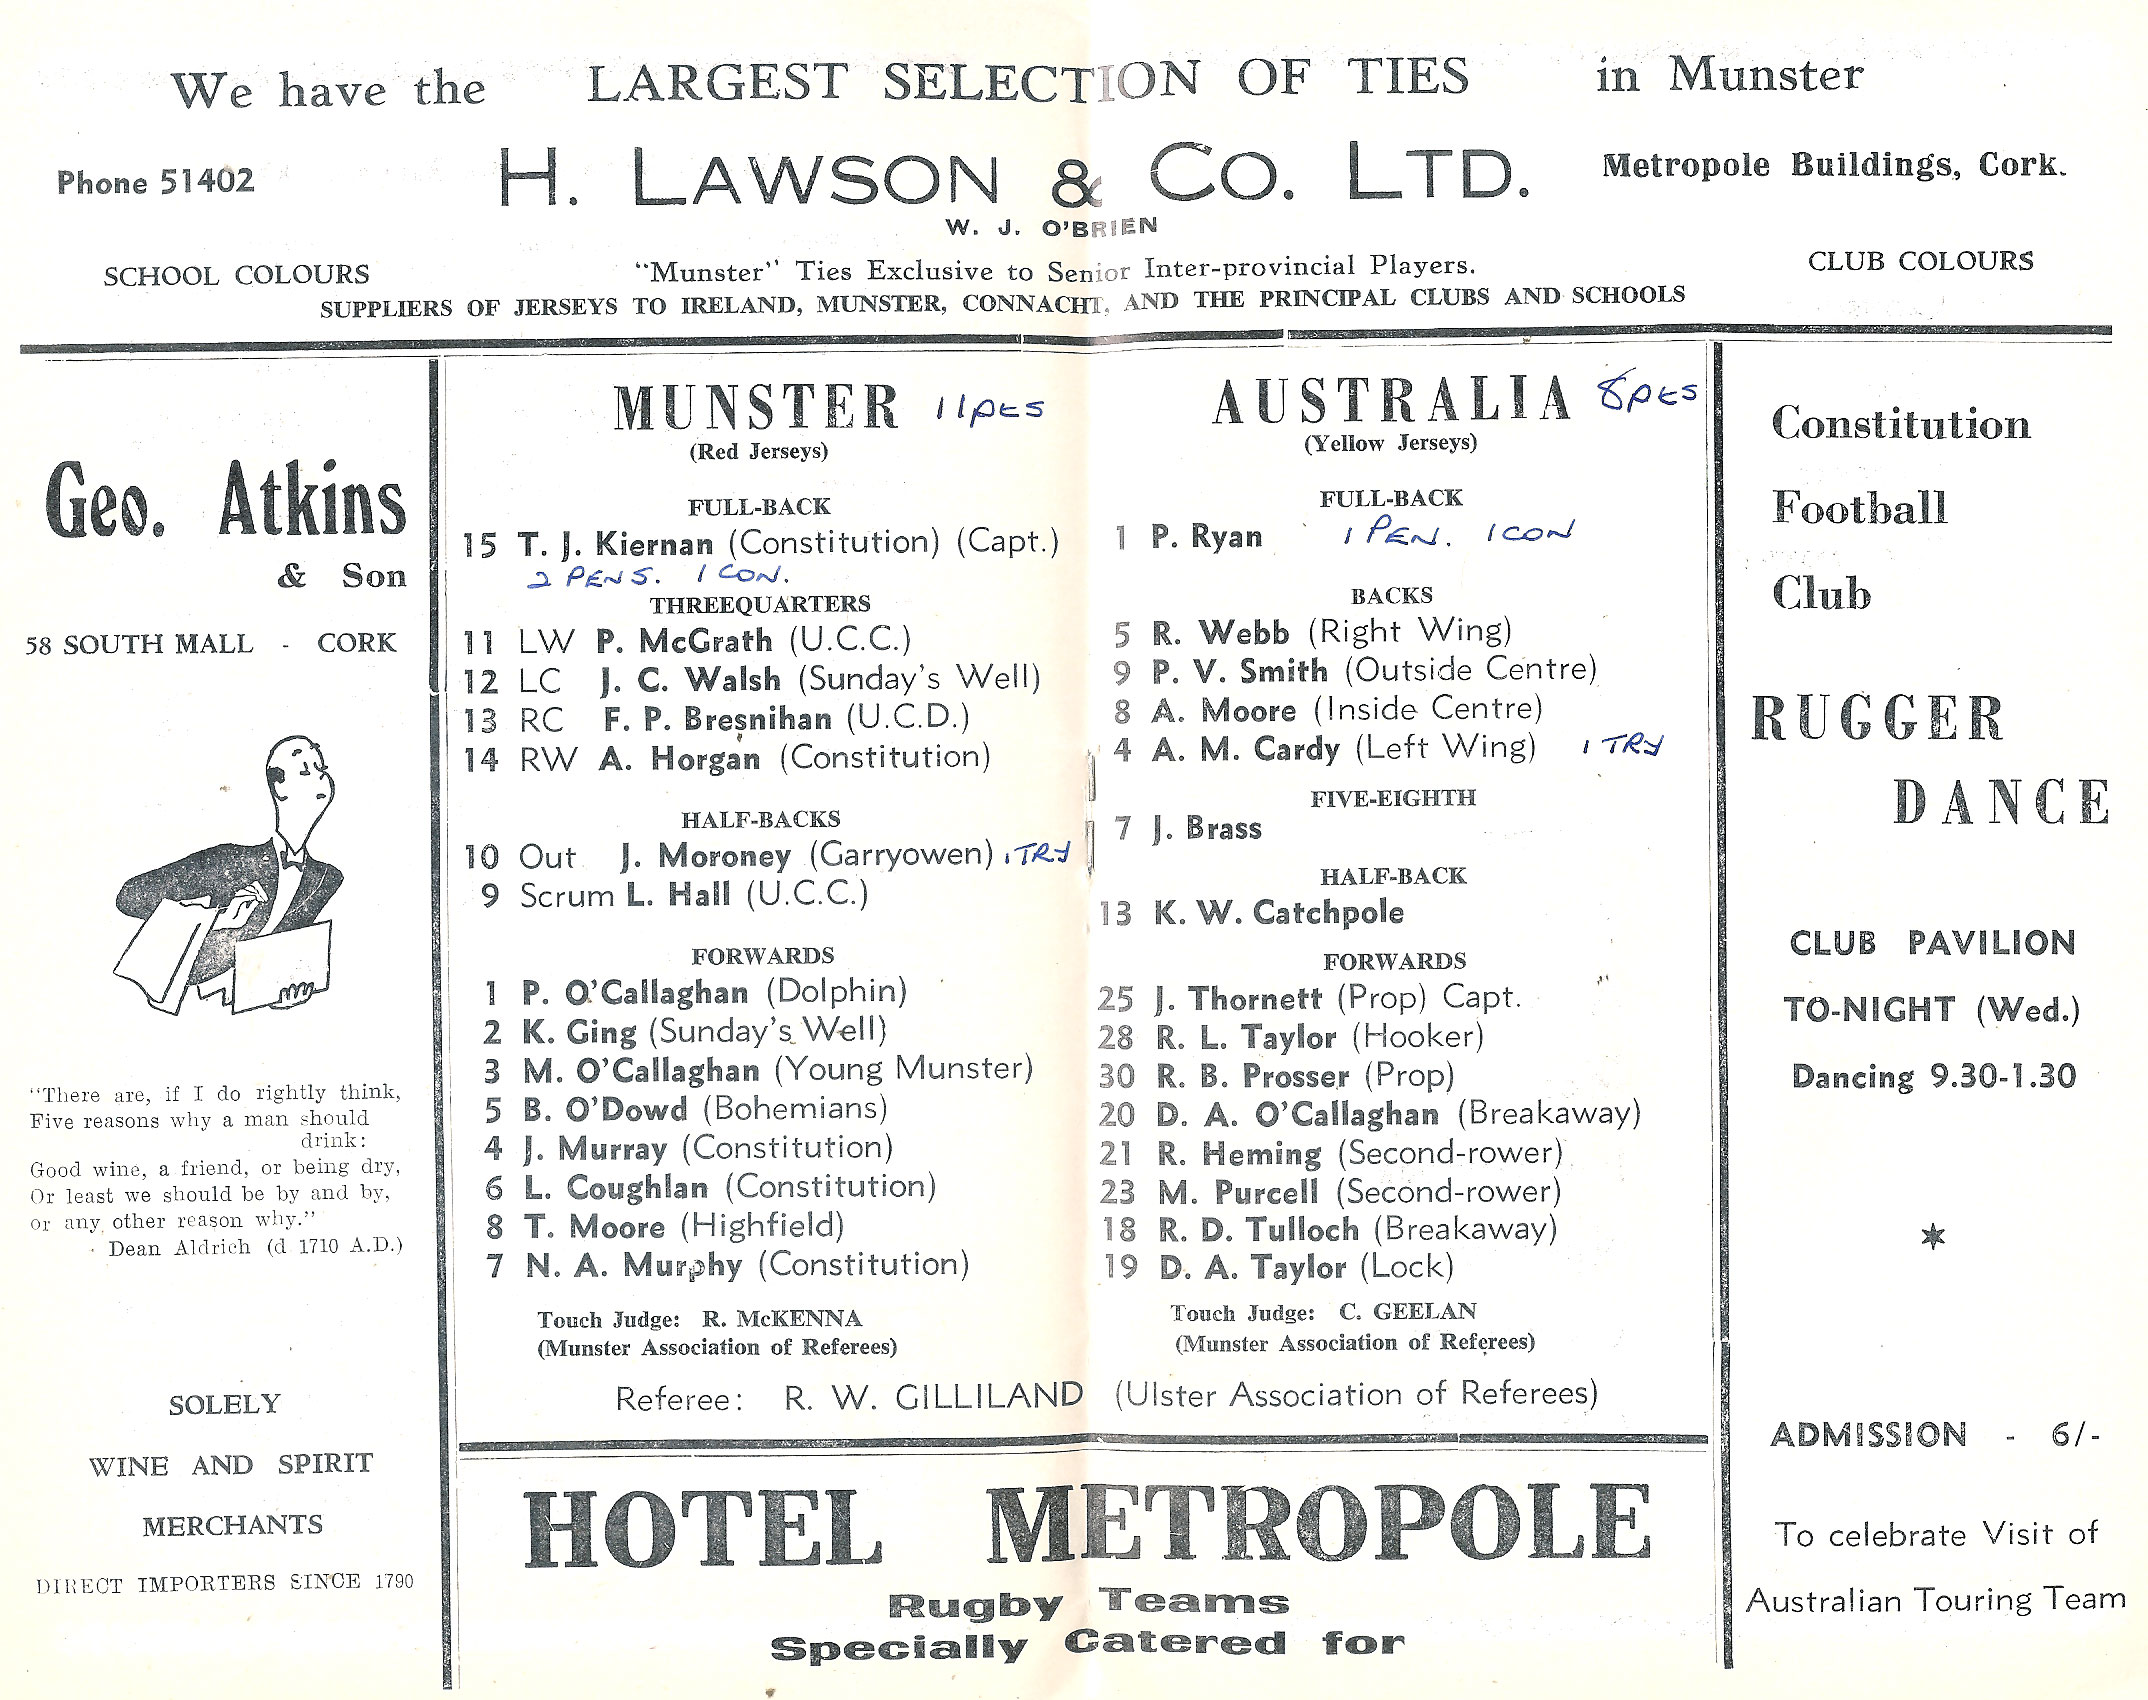 We have the LARGEST SELECTION OF TIES in Munster
Phone 51402 H. LAWSON & CO. LTD. Metropole Buildings, Cork.
W. J. O'BRIEN
SCHOOL COLOURS "Munster" Ties Exclusive to Senior Inter-provincial Players. CLUB COLOURS
SUPPLIERS OF JERSEYS TO IRELAND, MUNSTER, CONNACHT, AND THE PRINCIPAL CLUBS AND SCHOOLS
Geo. Atkins
& Son
58 SOUTH MALL - CORK
"There are, if I do rightly think,
Five reasons why a man should
drink:
Good wine, a friend, or being dry,
Or least we should be by and by,
or any other reason why."
Dean Aldrich (d 1710 A.D.)
SOLELY
WINE AND SPIRIT
MERCHANTS
DIRECT IMPORTERS SINCE 1790
MUNSTER 11 PTS
(Red Jerseys)
FULL-BACK
15 T. J. Kiernan (Constitution) (Capt.)
2 PENS. 1 CON.
THREEQUARTERS
11 LW P. McGrath (U.C.C.)
12 LC J. C. Walsh (Sunday's Well)
13 RC F. P. Bresnihan (U.C.D.)
14 RW A. Horgan (Constitution)
HALF-BACKS
10 Out J. Moroney (Garryowen) 1 TRY
9 Scrum L. Hall (U.C.C.)
FORWARDS
1 P. O'Callaghan (Dolphin)
2 K. Ging (Sunday's Well)
3 M. O'Callaghan (Young Munster)
5 B. O'Dowd (Bohemians)
4 J. Murray (Constitution)
6 L. Coughlan (Constitution)
8 T. Moore (Highfield)
7 N. A. Murphy (Constitution)
Touch Judge: R. McKENNA
(Munster Association of Referees)
AUSTRALIA 8 PTS
(Yellow Jerseys)
FULL-BACK
1 P. Ryan 1 PEN. 1 CON
BACKS
5 R. Webb (Right Wing)
9 P. V. Smith (Outside Centre)
8 A. Moore (Inside Centre)
4 A. M. Cardy (Left Wing) 1 TRY
FIVE-EIGHTH
7 J. Brass
HALF-BACK
13 K. W. Catchpole
FORWARDS
25 J. Thornett (Prop) Capt.
28 R. L. Taylor (Hooker)
30 R. B. Prosser (Prop)
20 D. A. O'Callaghan (Breakaway)
21 R. Heming (Second-rower)
23 M. Purcell (Second-rower)
18 R. D. Tulloch (Breakaway)
19 D. A. Taylor (Lock)
Touch Judge: C. GEELAN
(Munster Association of Referees)
Referee: R. W. GILLILAND (Ulster Association of Referees)
HOTEL METROPOLE
Rugby Teams
Specially Catered for
Constitution
Football
Club
RUGGER
DANCE
CLUB PAVILION
TO-NIGHT (Wed.)
Dancing 9.30-1.30
*
ADMISSION - 6/-
To celebrate Visit of
Australian Touring Team